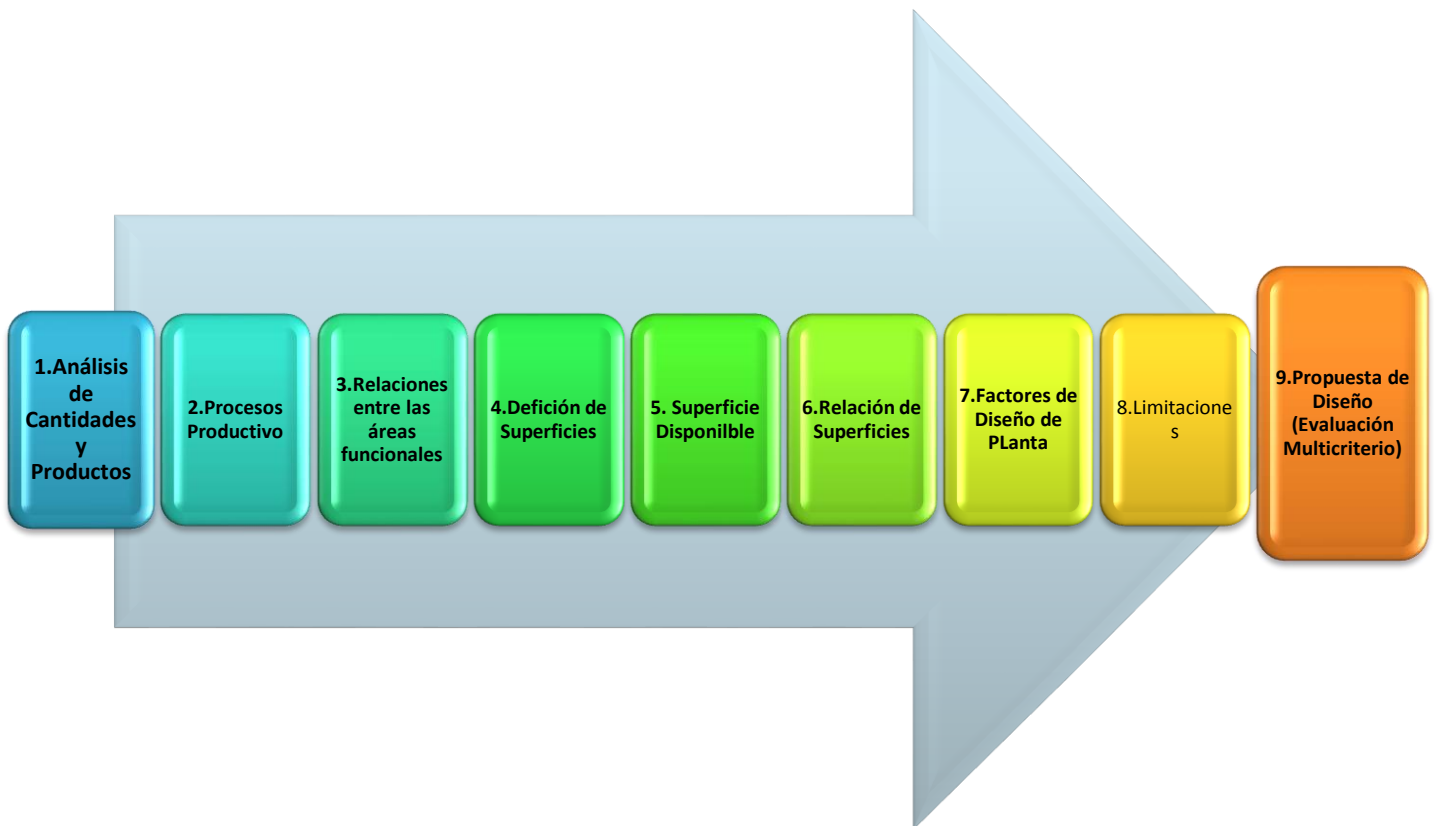 1.Análisis
de
Cantidades
y
Productos
2.Procesos
Productivo
3.Relaciones
entre las
áreas
funcionales
4.Defición de
Superficies
5. Superficie
Disponilble
6.Relación de
Superficies
7.Factores de
Diseño de
PLanta
8.Limitacione
s
9.Propuesta de
Diseño
(Evaluación
Multicriterio)